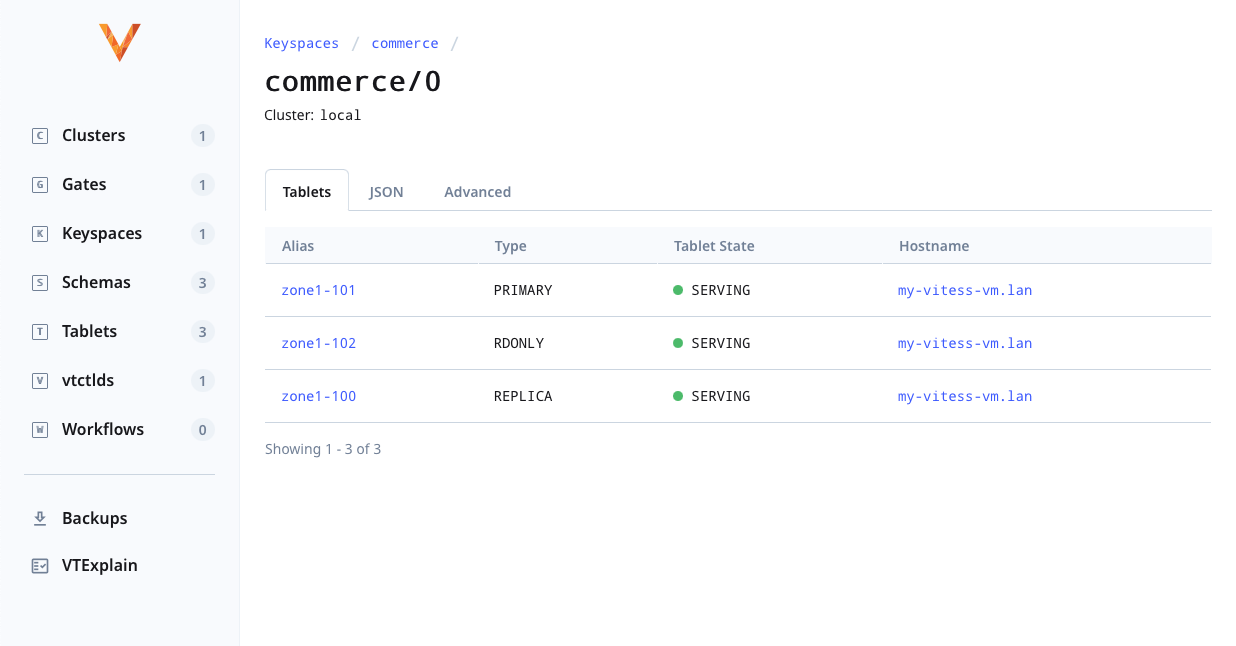 C Clusters 1
G Gates 1
K Keyspaces 1
S Schemas 3
T Tablets 3
V vtctlds 1
W Workflows 0
Backups
VTExplain
Keyspaces / commerce /
commerce/0
Cluster: local
Tablets JSON Advanced
Alias Type Tablet State Hostname
zone1-101 PRIMARY SERVING my-vitess-vm.lan
zone1-102 RDONLY SERVING my-vitess-vm.lan
zone1-100 REPLICA SERVING my-vitess-vm.lan
Showing 1 - 3 of 3